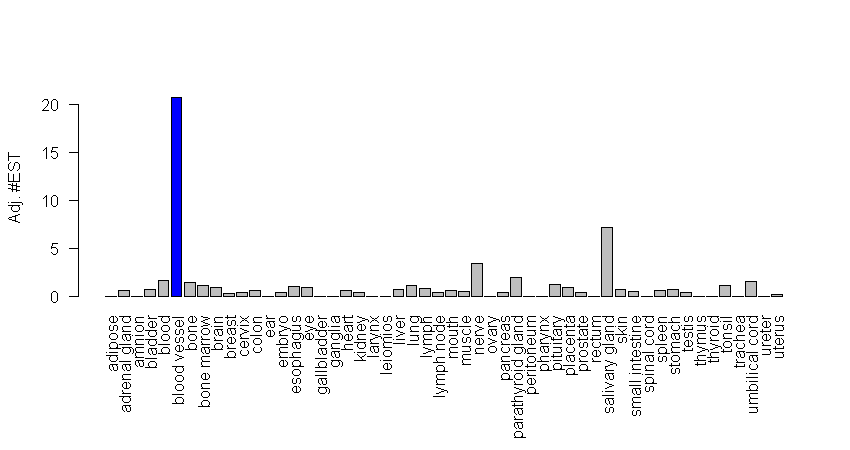 Adj. #EST
20
15
10
5
0
adipose
adrenal gland
amnion
bladder
blood
blood vessel
bone
bone marrow
brain
breast
cervix
colon
ear
embryo
esophagus
eye
gallbladder
ganglia
heart
kidney
larynx
leiomios
liver
lung
lymph
lymph node
mouth
muscle
nerve
ovary
pancreas
parathyroid gland
peritoneum
pharynx
pituitary
placenta
prostate
rectum
salivary gland
skin
small intestine
spinal cord
spleen
stomach
testis
thymus
thyroid
tonsil
trachea
umbilical cord
ureter
uterus